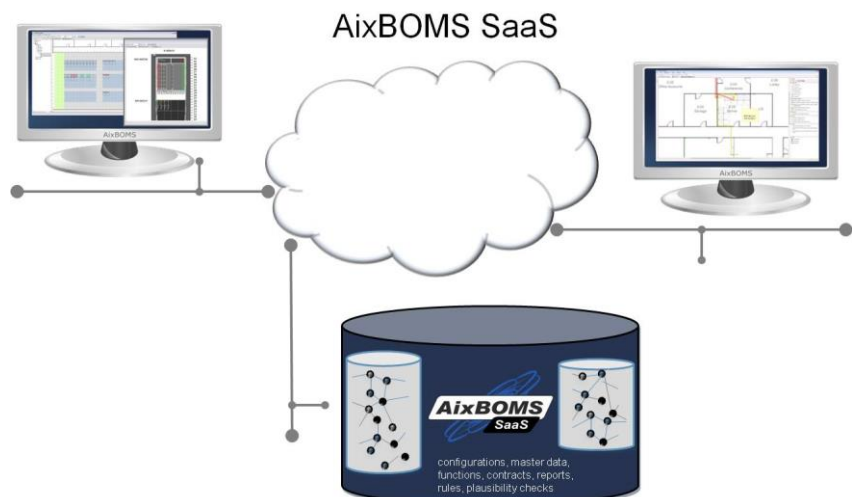 AixBOMS SaaS
AixBOMS
AixBOMS
AixBOMS
SaaS
configurations, master data,
functions, contracts, reports,
rules, plausibility checks